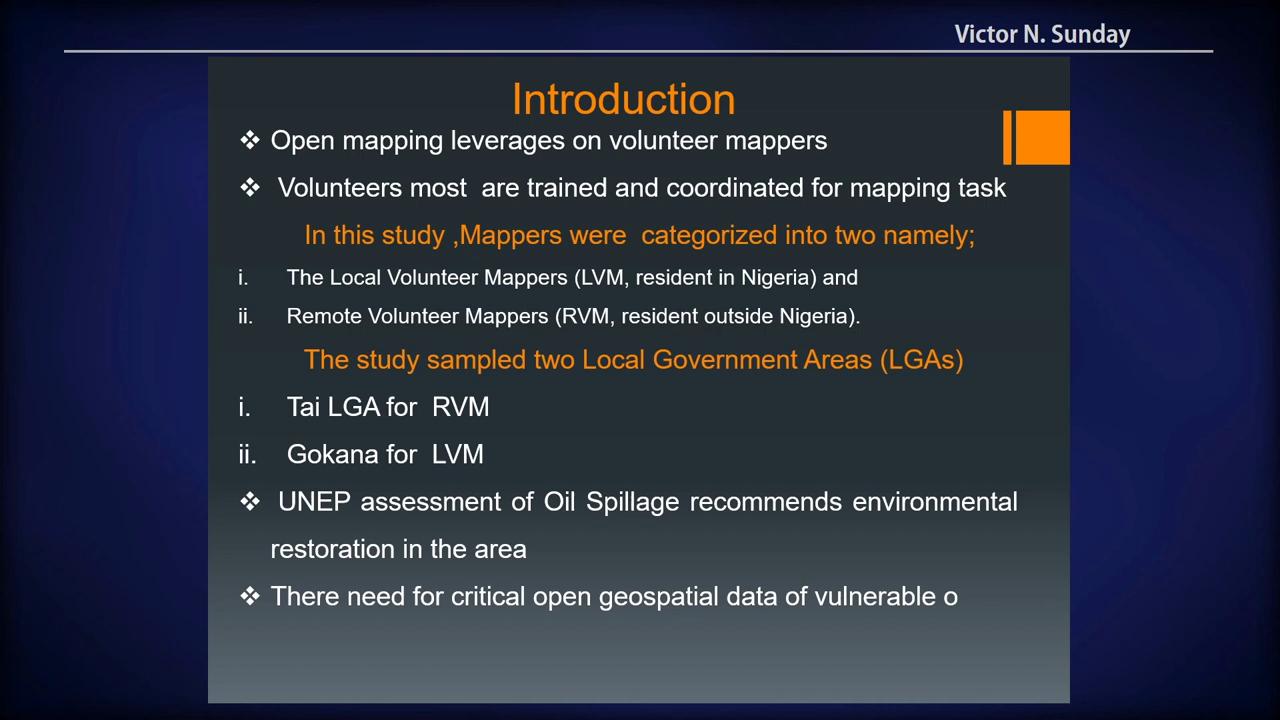 Victor N. Sunday
Introduction
❖ Open mapping leverages on volunteer mappers
❖ Volunteers most are trained and coordinated for mapping task
In this study ,Mappers were categorized into two namely;
i. The Local Volunteer Mappers (LVM, resident in Nigeria) and
ii. Remote Volunteer Mappers (RVM, resident outside Nigeria).
The study sampled two Local Government Areas (LGAs)
i. Tai LGA for RVM
ii. Gokana for LVM
❖ UNEP assessment of Oil Spillage recommends environmental
restoration in the area
❖ There need for critical open geospatial data of vulnerable o